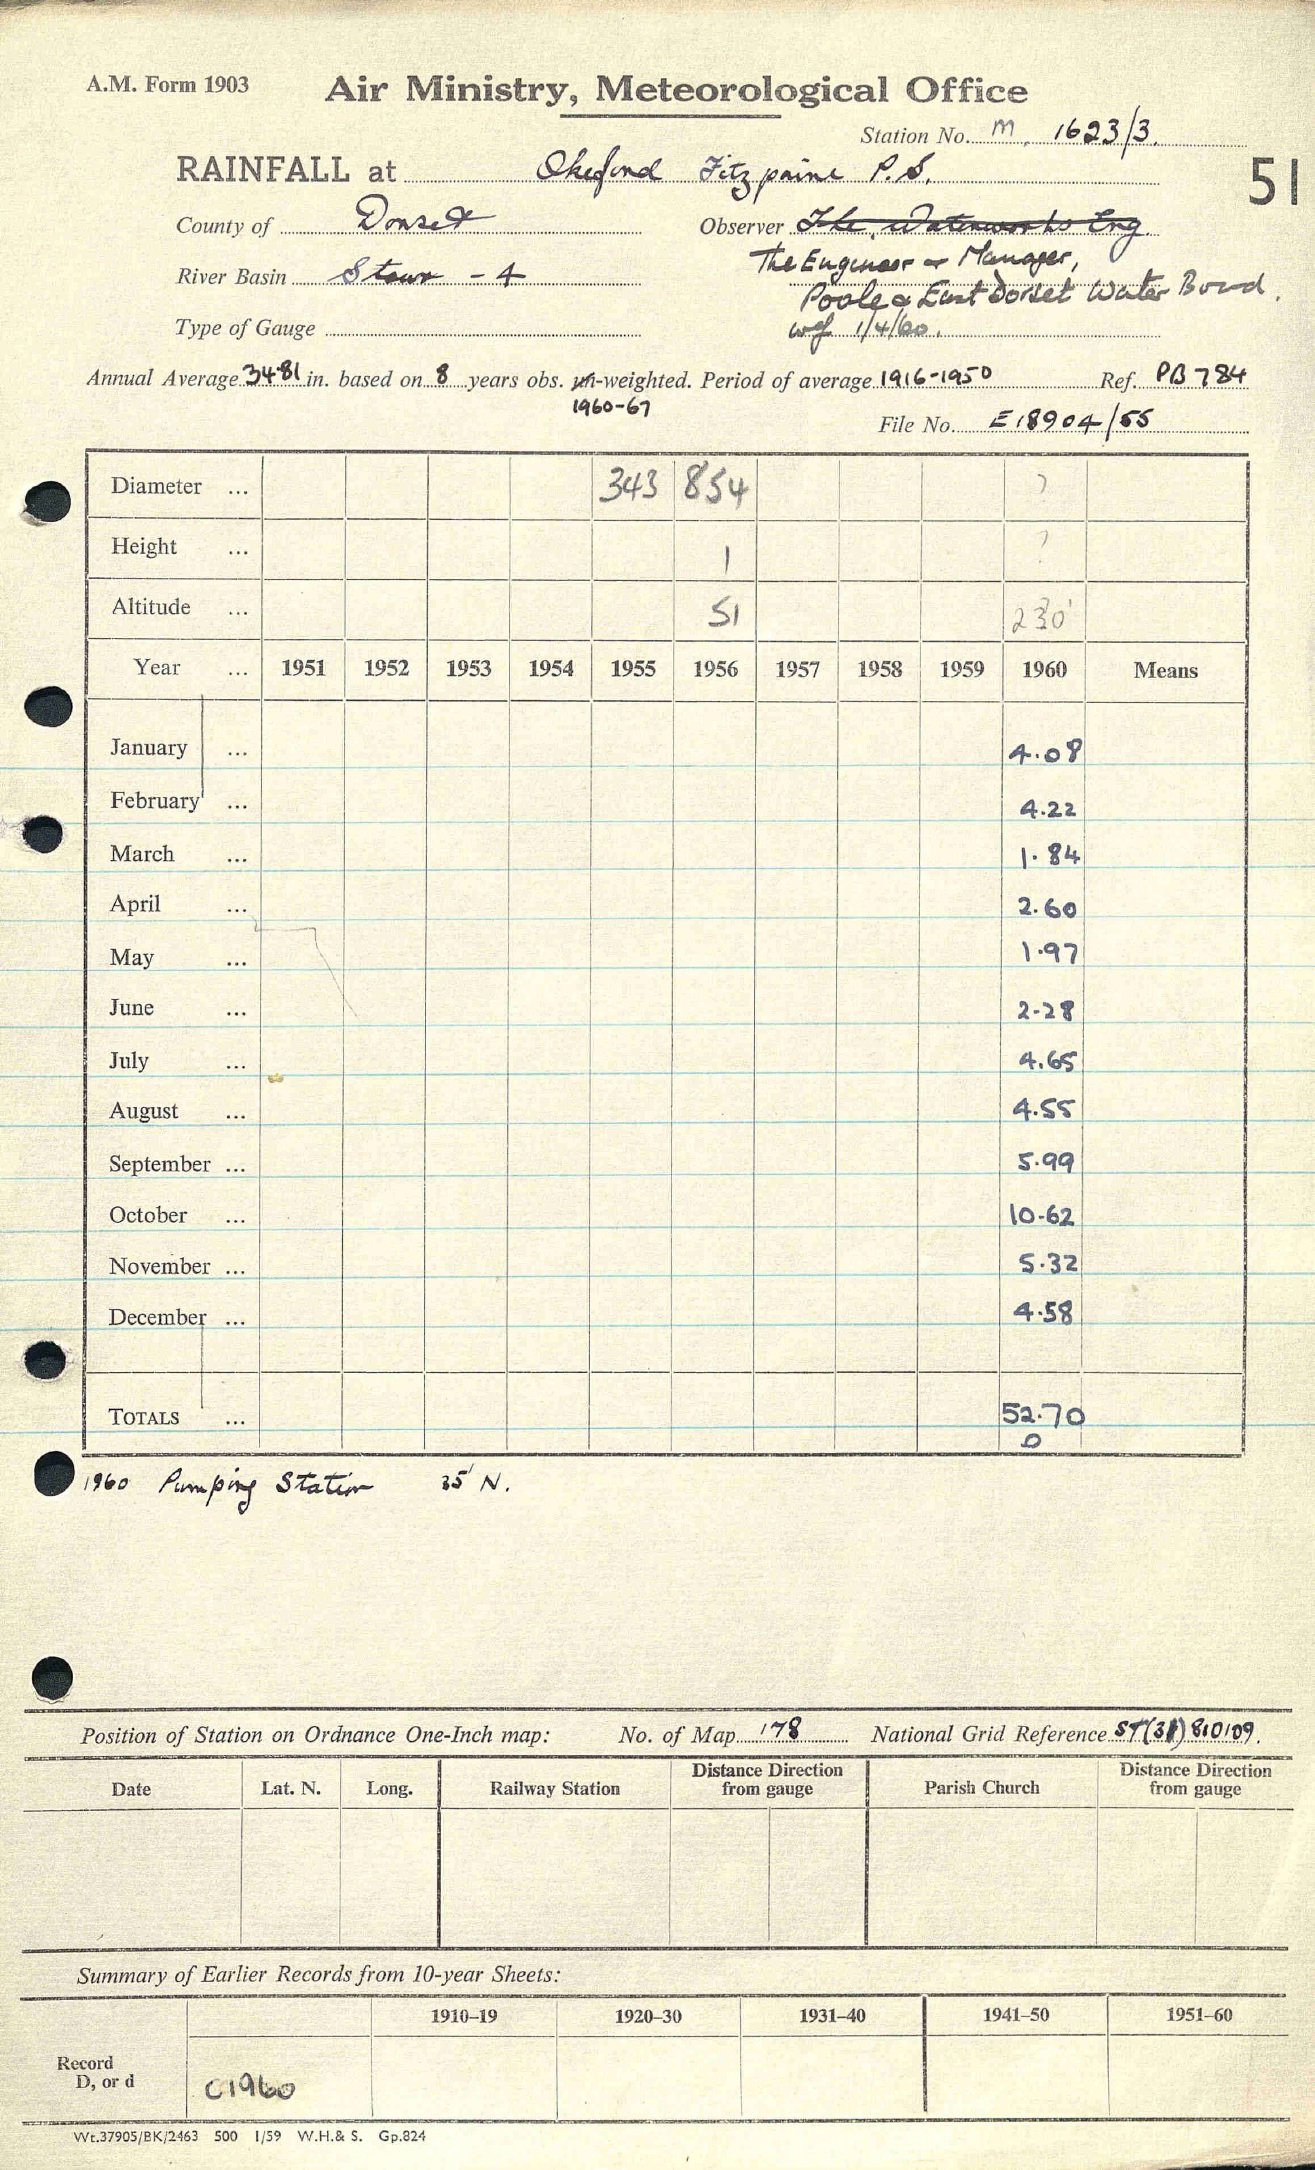 A.M. Form 1903 Air Ministry, Meteorological Office
Station No. m. 1623/3.
RAINFALL at Okeford Fitzpaine P.S.
51
County of Dorset Observer The Waterworks Eng
The Engineer & Manager,
River Basin Stour - 4
Poole & East Dorset Water Board.
Type of Gauge wef 1/4/60.
Annual Average 34.81 in. based on 8 years obs. un-weighted. Period of average 1916-1950 Ref. PB 784
1960-67
File No. E18904/55
Diameter ... 343 854 ?
Height ... 1 ?
Altitude ... 51 230'
Year ... 1951 1952 1953 1954 1955 1956 1957 1958 1959 1960 Means
January ... 4.08
February ... 4.22
March ... 1.84
April ... 2.60
May ... 1.97
June ... 2.28
July ... 4.65
August ... 4.55
September ... 5.99
October ... 10.62
November ... 5.32
December ... 4.58
TOTALS ... 52.70
0
1960 Pumping Station 35' N.
Position of Station on Ordnance One-Inch map: No. of Map 178 National Grid Reference ST(31) 810109.
Date Lat. N. Long. Railway Station Distance Direction from gauge Parish Church Distance Direction from gauge
Summary of Earlier Records from 10-year Sheets:
1910–19 1920–30 1931–40 1941–50 1951–60
Record
D, or d C1960
Wt.37905/BK/2463 500 1/59 W.H.& S. Gp.824